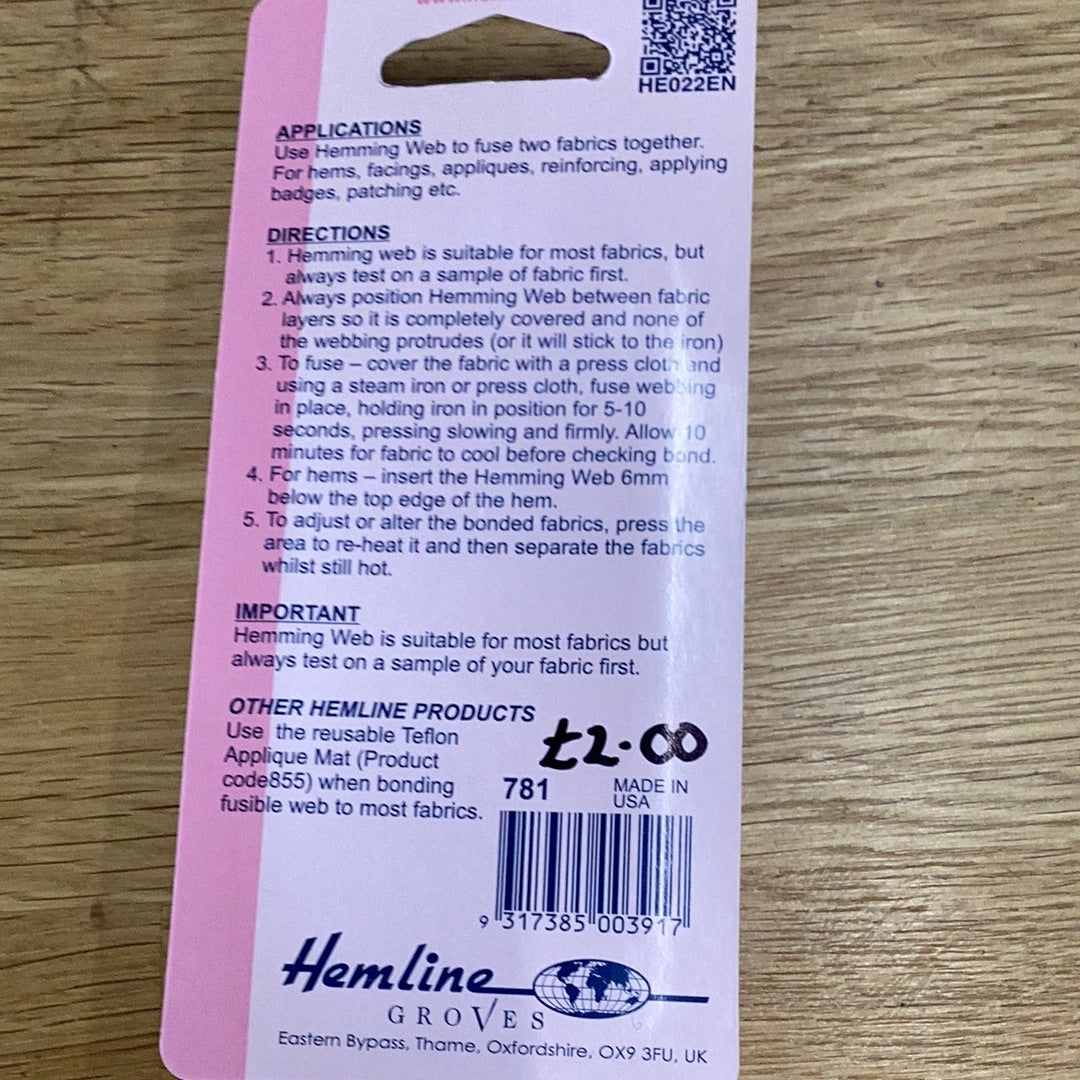 HE022EN
APPLICATIONS
Use Hemming Web to fuse two fabrics together.
For hems, facings, appliques, reinforcing, applying
badges, patching etc.
DIRECTIONS
1. Hemming web is suitable for most fabrics, but
always test on a sample of fabric first.
2. Always position Hemming Web between fabric
layers so it is completely covered and none of
the webbing protrudes (or it will stick to the iron)
3. To fuse – cover the fabric with a press cloth and
using a steam iron or press cloth, fuse webbing
in place, holding iron in position for 5-10
seconds, pressing slowing and firmly. Allow 10
minutes for fabric to cool before checking bond.
4. For hems – insert the Hemming Web 6mm
below the top edge of the hem.
5. To adjust or alter the bonded fabrics, press the
area to re-heat it and then separate the fabrics
whilst still hot.
IMPORTANT
Hemming Web is suitable for most fabrics but
always test on a sample of your fabric first.
OTHER HEMLINE PRODUCTS
Use the reusable Teflon
Applique Mat (Product
code855) when bonding
fusible web to most fabrics.
£2.00
781 MADE IN
USA
9 317385 003917
Hemline
GROVES
Eastern Bypass, Thame, Oxfordshire, OX9 3FU, UK